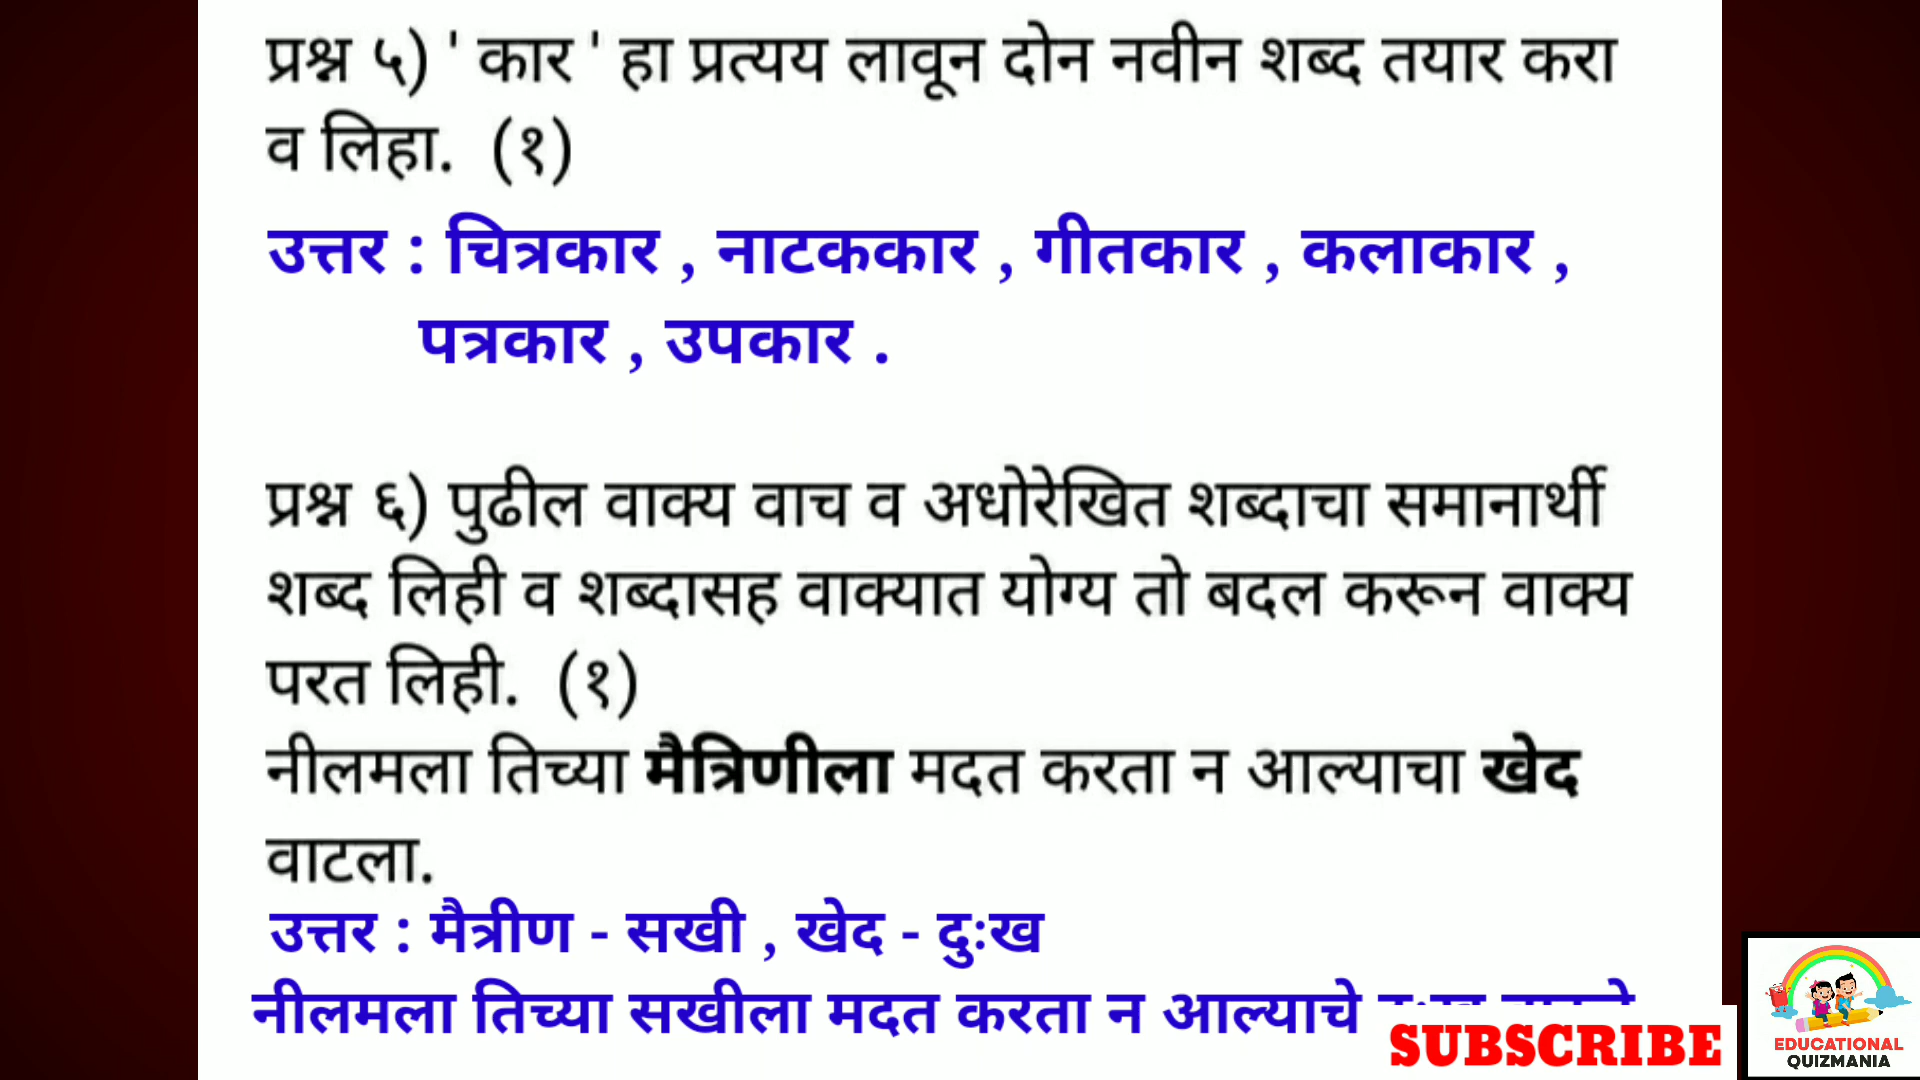 प्रश्न ५) ' कार ' हा प्रत्यय लावून दोन नवीन शब्द तयार करा
व लिहा. (१)
उत्तर : चित्रकार , नाटककार , गीतकार , कलाकार ,
पत्रकार , उपकार .
प्रश्न ६) पुढील वाक्य वाच व अधोरेखित शब्दाचा समानार्थी
शब्द लिही व शब्दासह वाक्यात योग्य तो बदल करून वाक्य
परत लिही. (१)
नीलमला तिच्या मैत्रिणीला मदत करता न आल्याचा खेद
वाटला.
उत्तर : मैत्रीण - सखी , खेद - दुःख
नीलमला तिच्या सखीला मदत करता न आल्याचे
SUBSCRIBE
EDUCATIONAL
QUIZMANIA